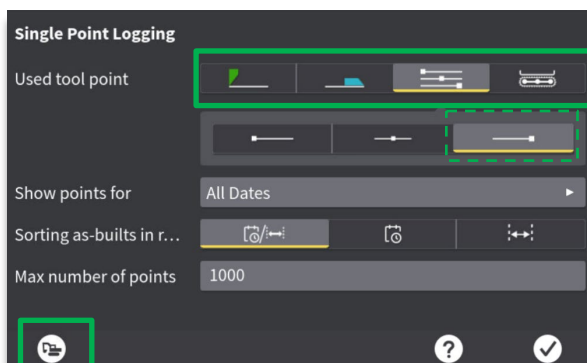 Single Point Logging
Used tool point
Show points for All Dates
Sorting as-builts in r...
Max number of points 1000
?